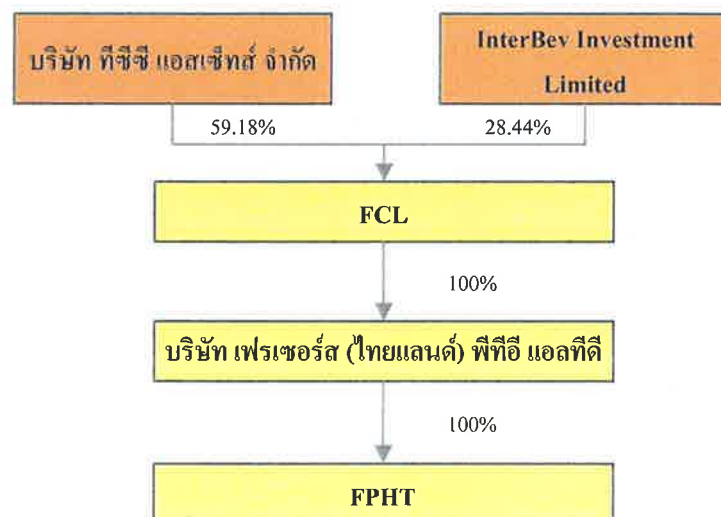 บริษัท ทีซีซี แอสเซ็ทส์ จำกัด
InterBev Investment
Limited
59.18%
28.44%
FCL
100%
บริษัท เฟรเซอร์ส (ไทยแลนด์) พีทีอี แอลทีดี
100%
FPHT